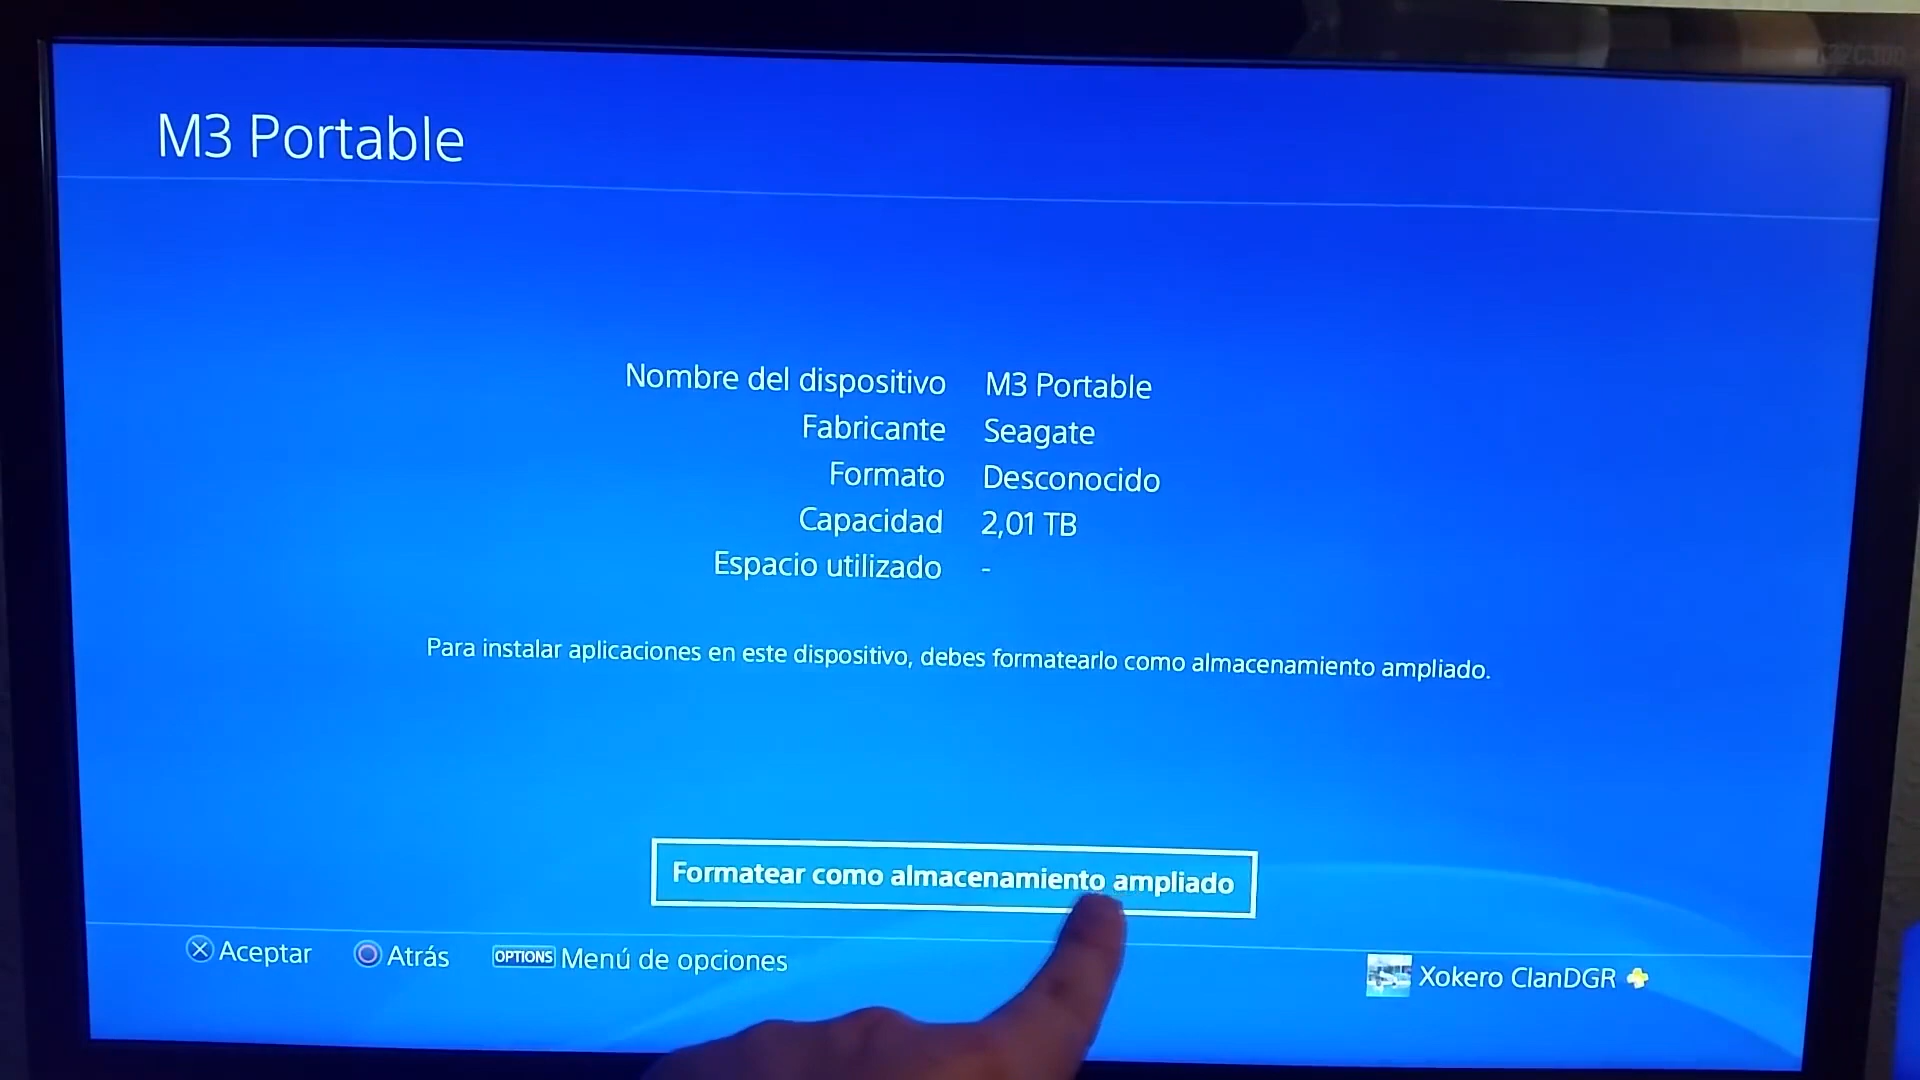 M3 Portable
Nombre del dispositivo M3 Portable
Fabricante Seagate
Formato Desconocido
Capacidad 2,01 TB
Espacio utilizado -
Para instalar aplicaciones en este dispositivo, debes formatearlo como almacenamiento ampliado.
Formatear como almacenamiento ampliado
Aceptar Atrás OPTIONS Menú de opciones
Xokero ClanDGR